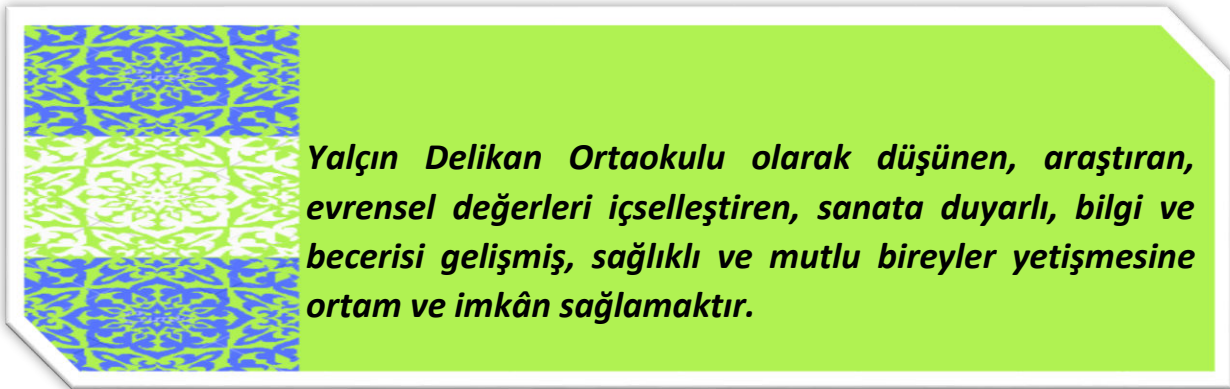 Yalçın Delikan Ortaokulu olarak düşünen, araştıran,
evrensel değerleri içselleştiren, sanata duyarlı, bilgi ve
becerisi gelişmiş, sağlıklı ve mutlu bireyler yetişmesine
ortam ve imkân sağlamaktır.